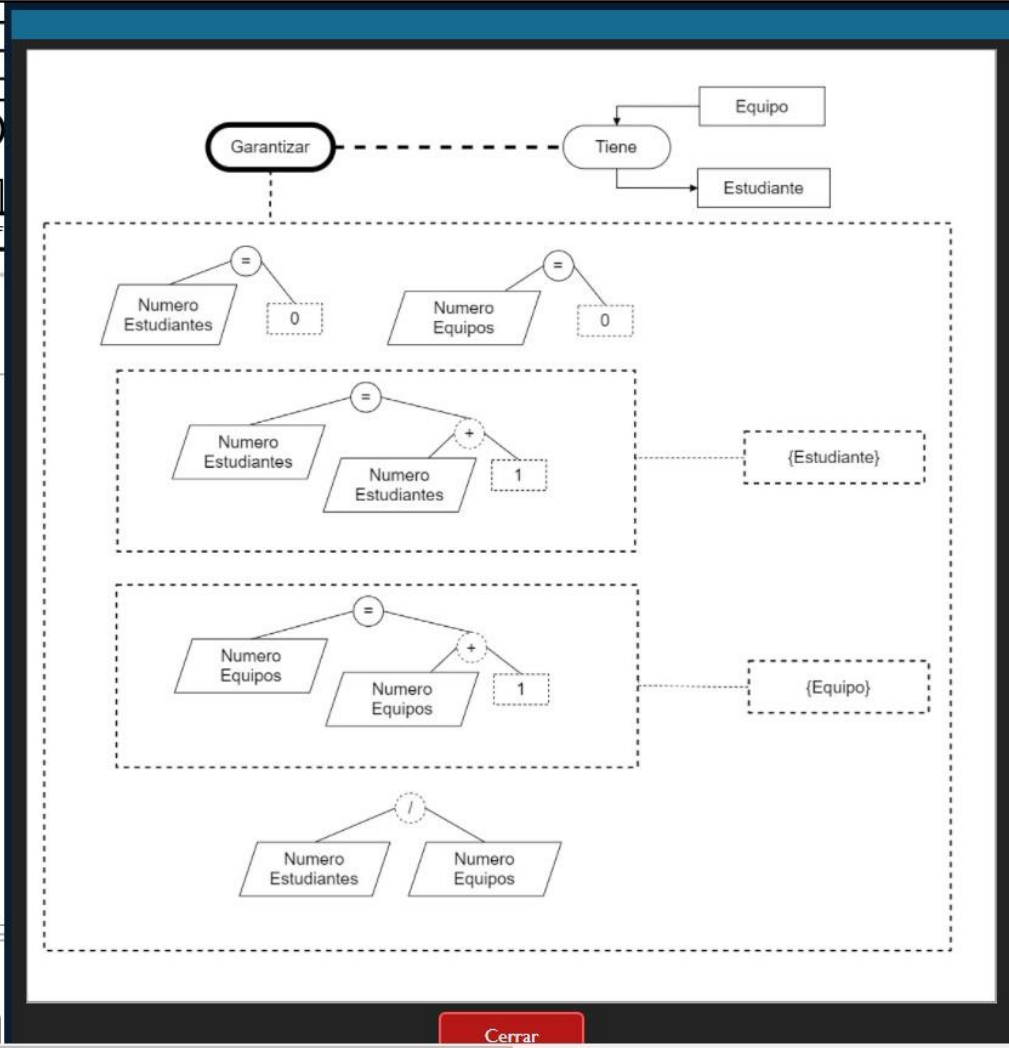 Equipo
Garantizar
Tiene
Estudiante
=
=
Numero
Estudiantes
0
Numero
Equipos
0
=
Numero
Estudiantes
+
Numero
Estudiantes
1
{Estudiante}
=
Numero
Equipos
+
Numero
Equipos
1
{Equipo}
/
Numero
Estudiantes
Numero
Equipos
Cerrar